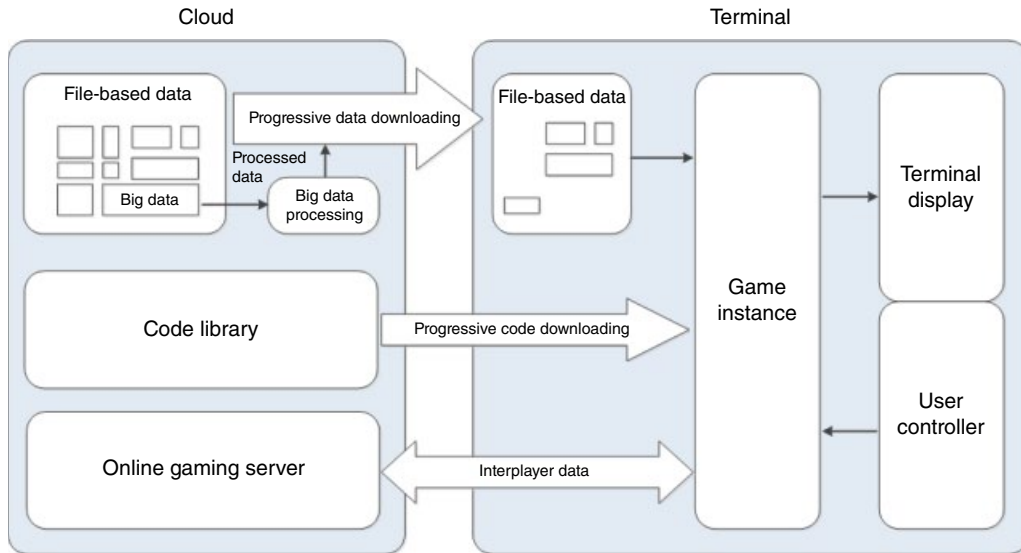 Cloud
Terminal
File-based data
Big data
Processed
data
Big data
processing
Progressive data downloading
File-based data
Game
instance
Terminal
display
Code library
Progressive code downloading
User
controller
Online gaming server
Interplayer data